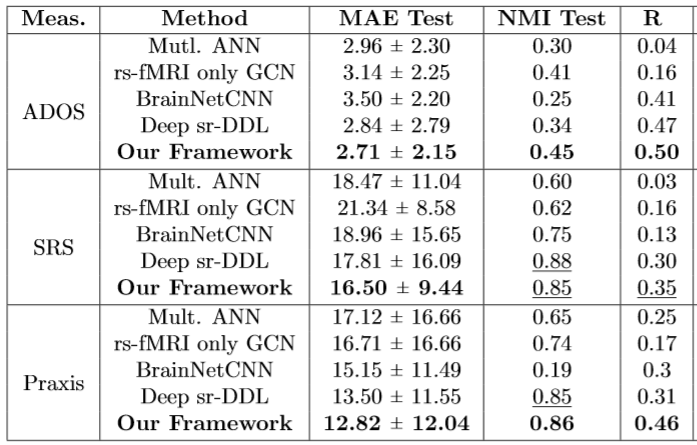 Meas. Method MAE Test NMI Test R
ADOS
Mutl. ANN 2.96 ± 2.30 0.30 0.04
rs-fMRI only GCN 3.14 ± 2.25 0.41 0.16
BrainNetCNN 3.50 ± 2.20 0.25 0.41
Deep sr-DDL 2.84 ± 2.79 0.34 0.47
Our Framework 2.71 ± 2.15 0.45 0.50
SRS
Mult. ANN 18.47 ± 11.04 0.60 0.03
rs-fMRI only GCN 21.34 ± 8.58 0.62 0.16
BrainNetCNN 18.96 ± 15.65 0.75 0.13
Deep sr-DDL 17.81 ± 16.09 0.88 0.30
Our Framework 16.50 ± 9.44 0.85 0.35
Praxis
Mult. ANN 17.12 ± 16.66 0.65 0.25
rs-fMRI only GCN 16.71 ± 16.66 0.74 0.17
BrainNetCNN 15.15 ± 11.49 0.19 0.3
Deep sr-DDL 13.50 ± 11.55 0.85 0.31
Our Framework 12.82 ± 12.04 0.86 0.46